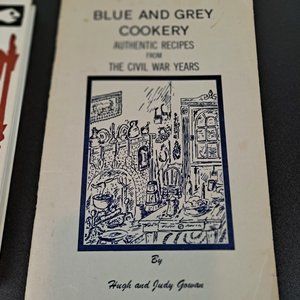 BLUE AND GREY
COOKERY
AUTHENTIC RECIPES
FROM
THE CIVIL WAR YEARS
By
Hugh and Judy Gowan